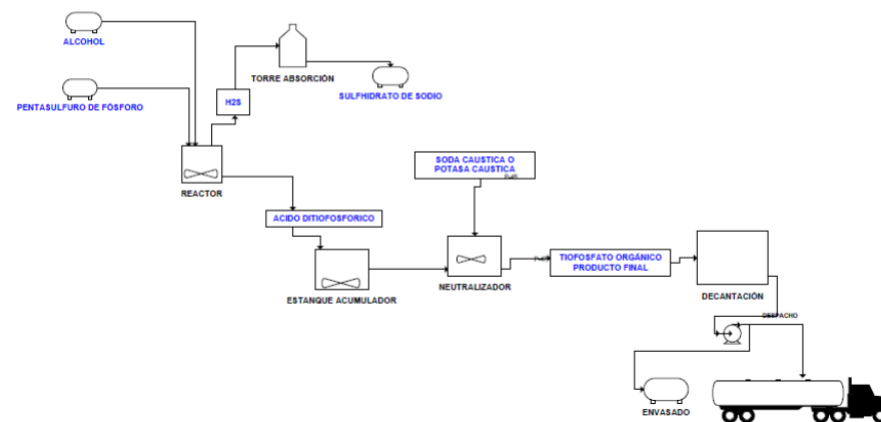 ALCOHOL
TORRE ABSORCIÓN
PENTASULFURO DE FÓSFORO
H2S
SULFHIDRATO DE SODIO
REACTOR
SODA CAUSTICA O
POTASA CAUSTICA
ACIDO DITIOFOSFORICO
ESTANQUE ACUMULADOR
NEUTRALIZADOR
TIOFOSFATO ORGÁNICO
PRODUCTO FINAL
DECANTACIÓN
DESPACHO
ENVASADO